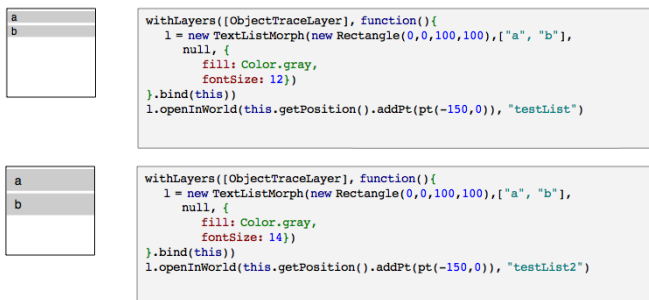 a
b
withLayers([ObjectTraceLayer], function(){
l = new TextListMorph(new Rectangle(0,0,100,100),["a", "b"],
null, {
fill: Color.gray,
fontSize: 12})
}.bind(this))
l.openInWorld(this.getPosition().addPt(pt(-150,0)), "testList")
a
b
withLayers([ObjectTraceLayer], function(){
l = new TextListMorph(new Rectangle(0,0,100,100),["a", "b"],
null, {
fill: Color.gray,
fontSize: 14})
}.bind(this))
l.openInWorld(this.getPosition().addPt(pt(-150,0)), "testList2")